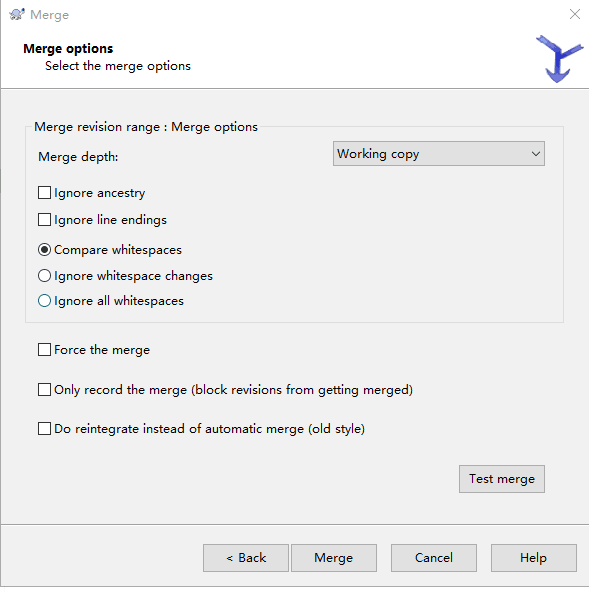 Merge
Merge options
Select the merge options
Merge revision range : Merge options
Merge depth:
Working copy
Ignore ancestry
Ignore line endings
Compare whitespaces
Ignore whitespace changes
Ignore all whitespaces
Force the merge
Only record the merge (block revisions from getting merged)
Do reintegrate instead of automatic merge (old style)
Test merge
< Back
Merge
Cancel
Help